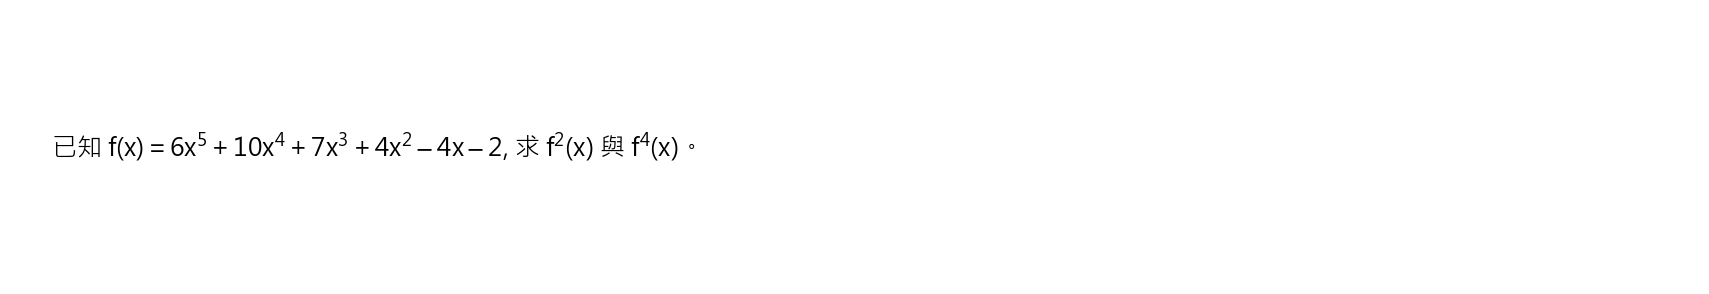 已知 f(x) = 6x⁵ + 10x⁴ + 7x³ + 4x² – 4x – 2, 求 f²(x) 與 f⁴(x)。